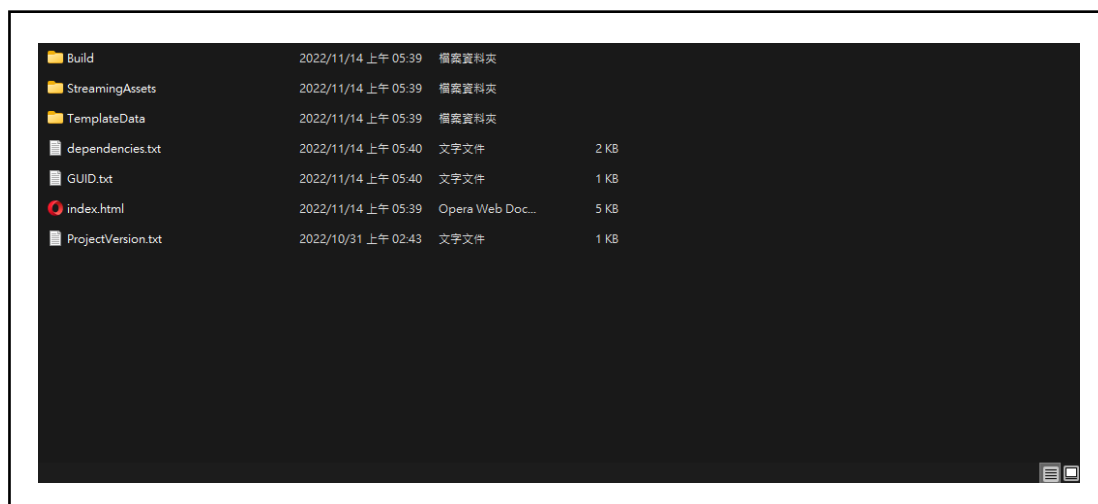 Build 2022/11/14 上午 05:39 檔案資料夾
StreamingAssets 2022/11/14 上午 05:39 檔案資料夾
TemplateData 2022/11/14 上午 05:39 檔案資料夾
dependencies.txt 2022/11/14 上午 05:40 文字文件 2 KB
GUID.txt 2022/11/14 上午 05:40 文字文件 1 KB
index.html 2022/11/14 上午 05:39 Opera Web Doc... 5 KB
ProjectVersion.txt 2022/10/31 上午 02:43 文字文件 1 KB